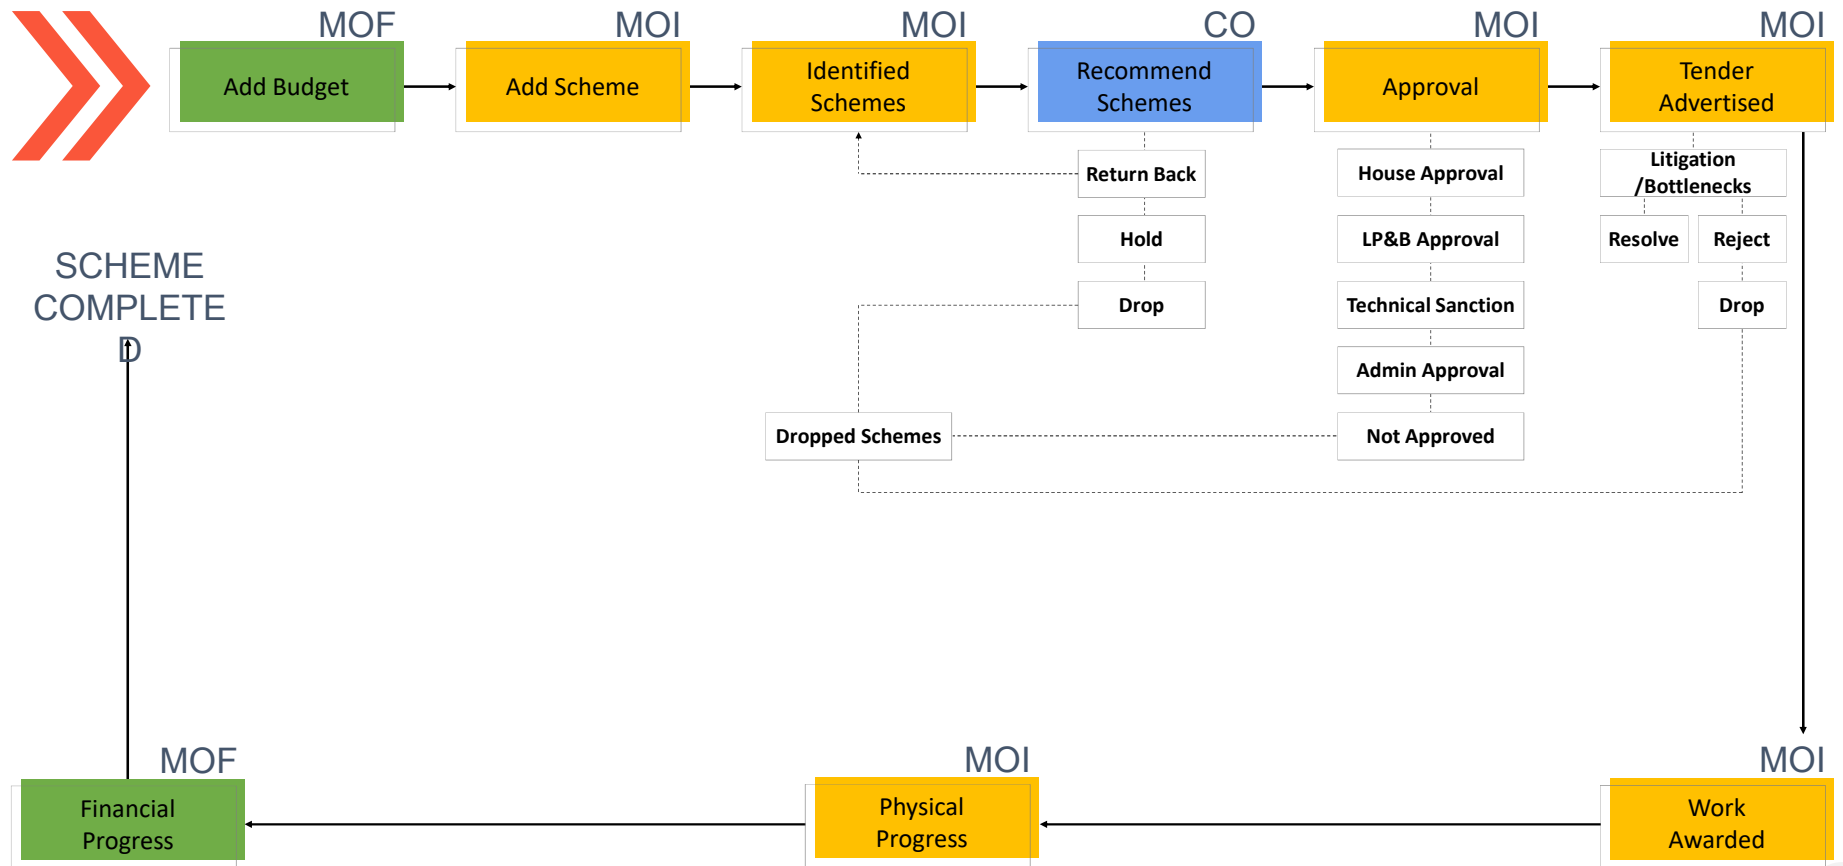 MOF
MOI
MOI
CO
MOI
MOI
Add Budget
Add Scheme
Identified
Schemes
Recommend
Schemes
Approval
Tender
Advertised
Return Back
House Approval
Litigation
/Bottlenecks
Hold
LP&B Approval
Resolve
Reject
SCHEME
COMPLETE
D
Drop
Technical Sanction
Drop
Admin Approval
Dropped Schemes
Not Approved
MOF
MOI
MOI
Financial
Progress
Physical
Progress
Work
Awarded